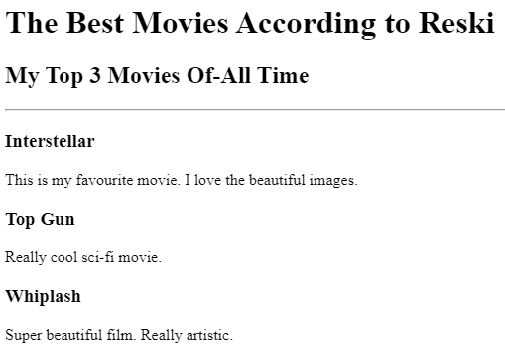 The Best Movies According to Reski
My Top 3 Movies Of-All Time
Interstellar
This is my favourite movie. I love the beautiful images.
Top Gun
Really cool sci-fi movie.
Whiplash
Super beautiful film. Really artistic.